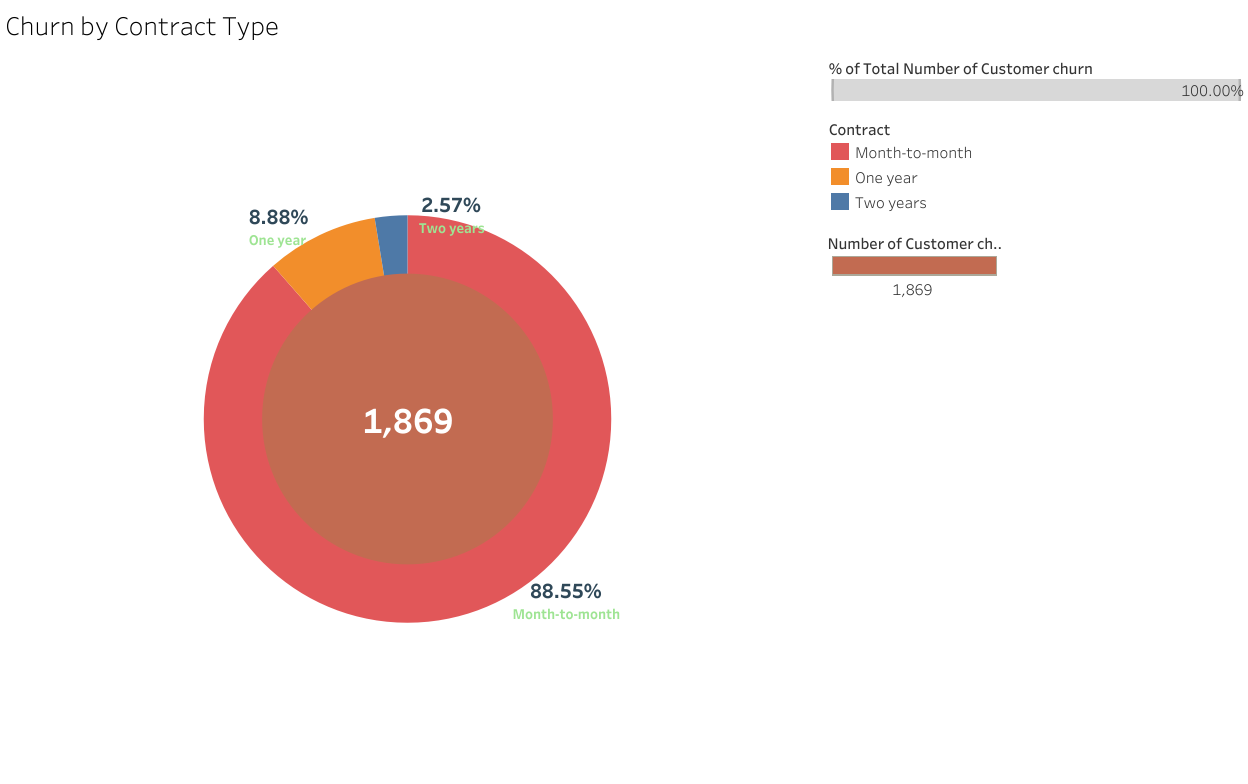 Churn by Contract Type
% of Total Number of Customer churn
100.00%
Contract
Month-to-month
One year
Two years
Number of Customer ch..
1,869
2.57%
Two years
8.88%
One year
1,869
88.55%
Month-to-month